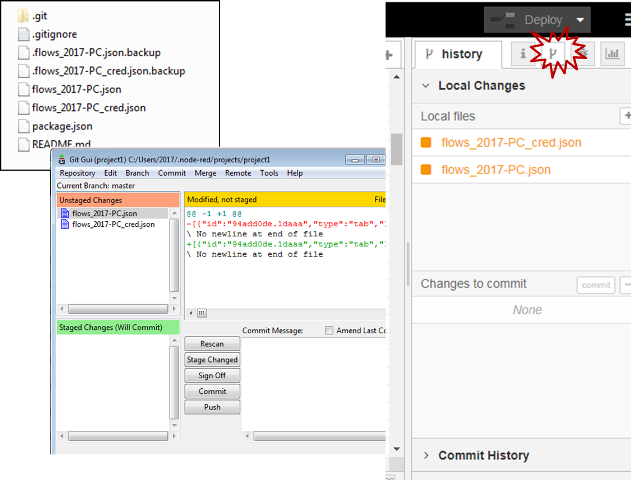 .git
.gitignore
.flows_2017-PC.json.backup
.flows_2017-PC_cred.json.backup
flows_2017-PC.json
flows_2017-PC_cred.json
package.json
README.md
Git Gui (project1) C:/Users/2017/.node-red/projects/project1
Repository Edit Branch Commit Merge Remote Tools Help
Current Branch: master
Unstaged Changes
flows_2017-PC.json
flows_2017-PC_cred.json
Modified, not staged File
@@ -1 +1 @@
-[{"id":"94add0de.1daaa","type":"tab","
\ No newline at end of file
+[{"id":"94add0de.1daaa","type":"tab","
\ No newline at end of file
Staged Changes (Will Commit)
Commit Message: Amend Last Co
Rescan
Stage Changed
Sign Off
Commit
Push
Deploy
history
Local Changes
Local files
flows_2017-PC_cred.json
flows_2017-PC.json
Changes to commit commit
None
Commit History